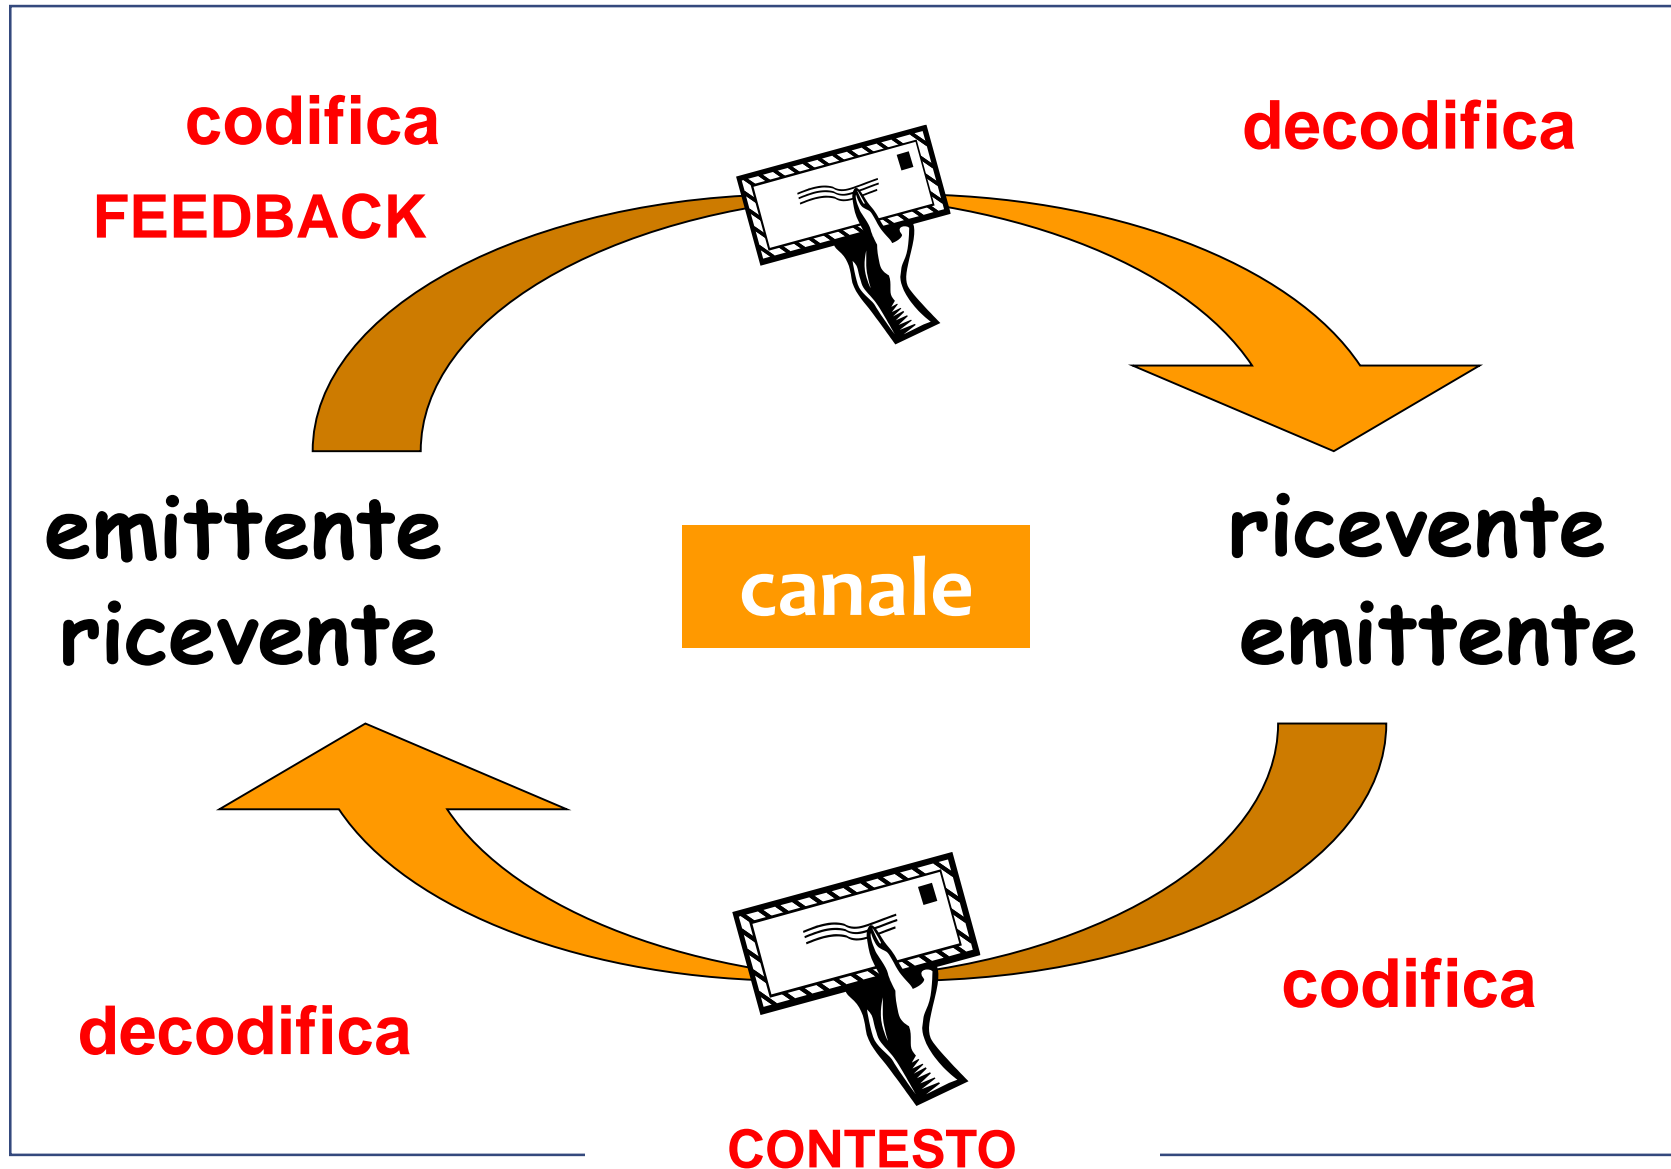 codifica
decodifica
FEEDBACK
emittente
ricevente
canale
ricevente
emittente
decodifica
codifica
CONTESTO